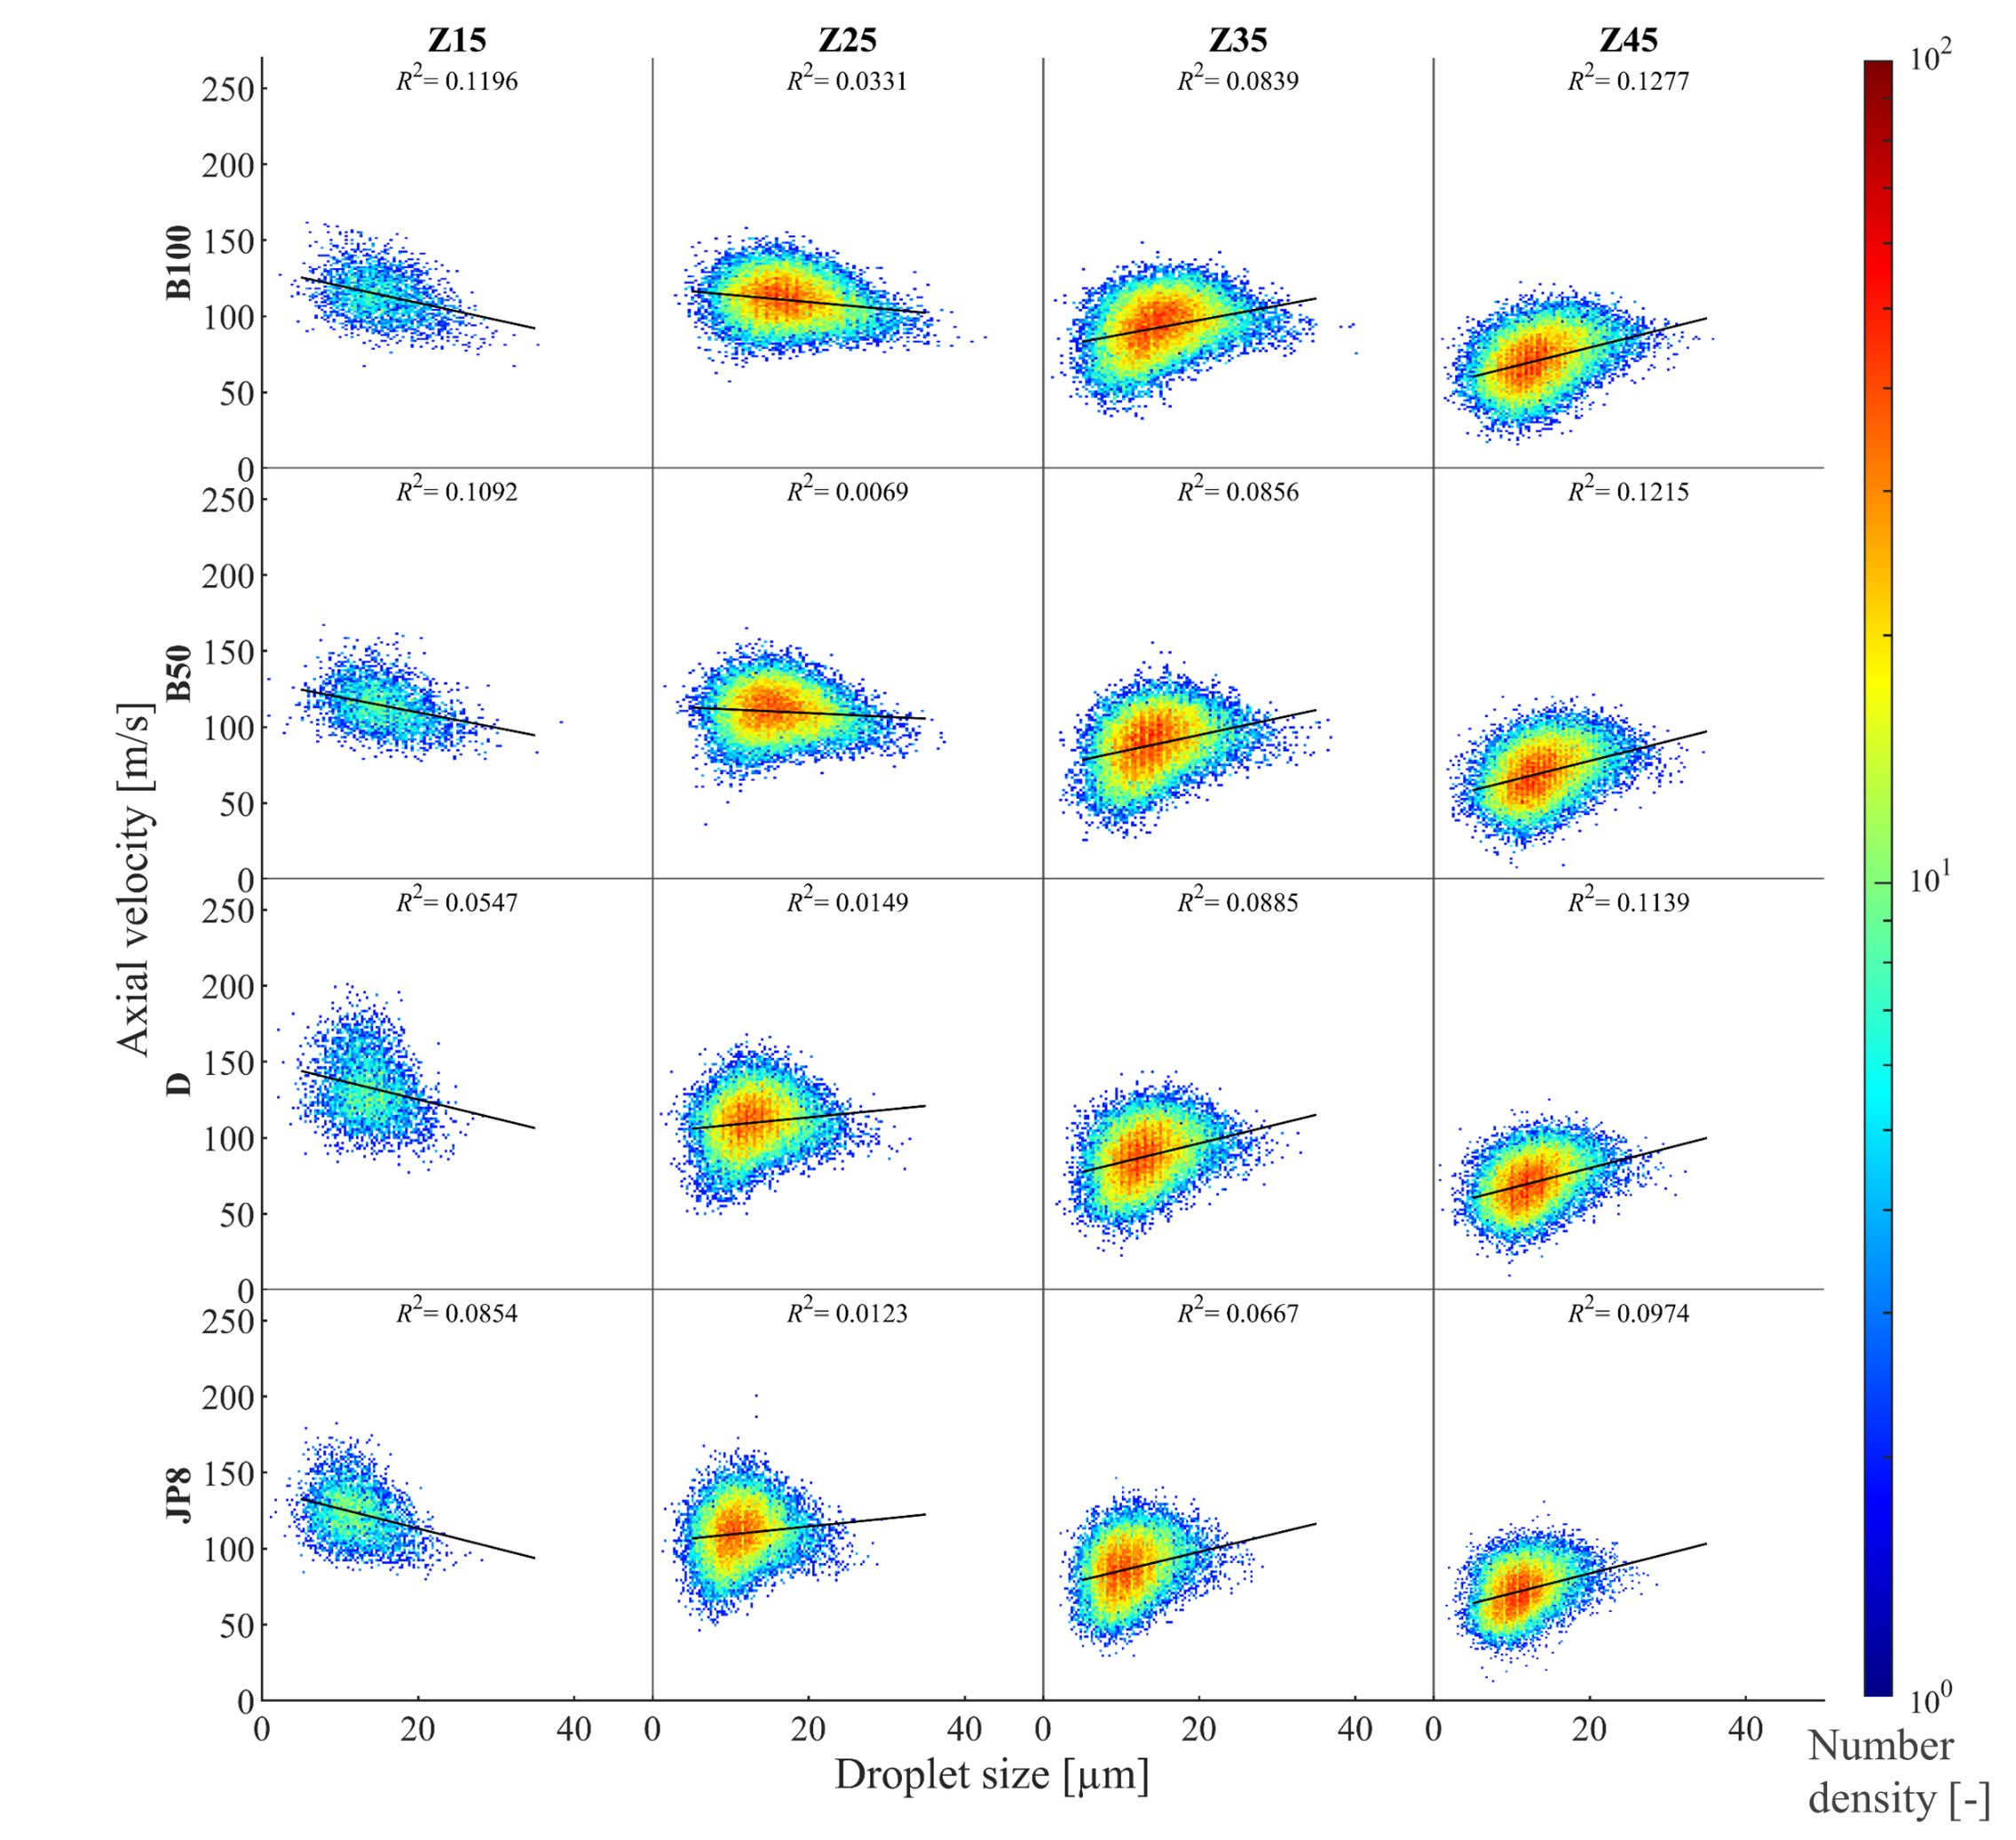 Z15 Z25 Z35 Z45
10²
R²= 0.1196 R²= 0.0331 R²= 0.0839 R²= 0.1277
250
200
150
100
50
0
B100
R²= 0.1092 R²= 0.0069 R²= 0.0856 R²= 0.1215
250
200
150
100
50
0
B50
10¹
R²= 0.0547 R²= 0.0149 R²= 0.0885 R²= 0.1139
250
200
150
100
50
0
D
Axial velocity [m/s]
R²= 0.0854 R²= 0.0123 R²= 0.0667 R²= 0.0974
250
200
150
100
50
0
JP8
10⁰
0 20 40 0 20 40 0 20 40 0 20 40
Droplet size [µm]
Number
density [-]